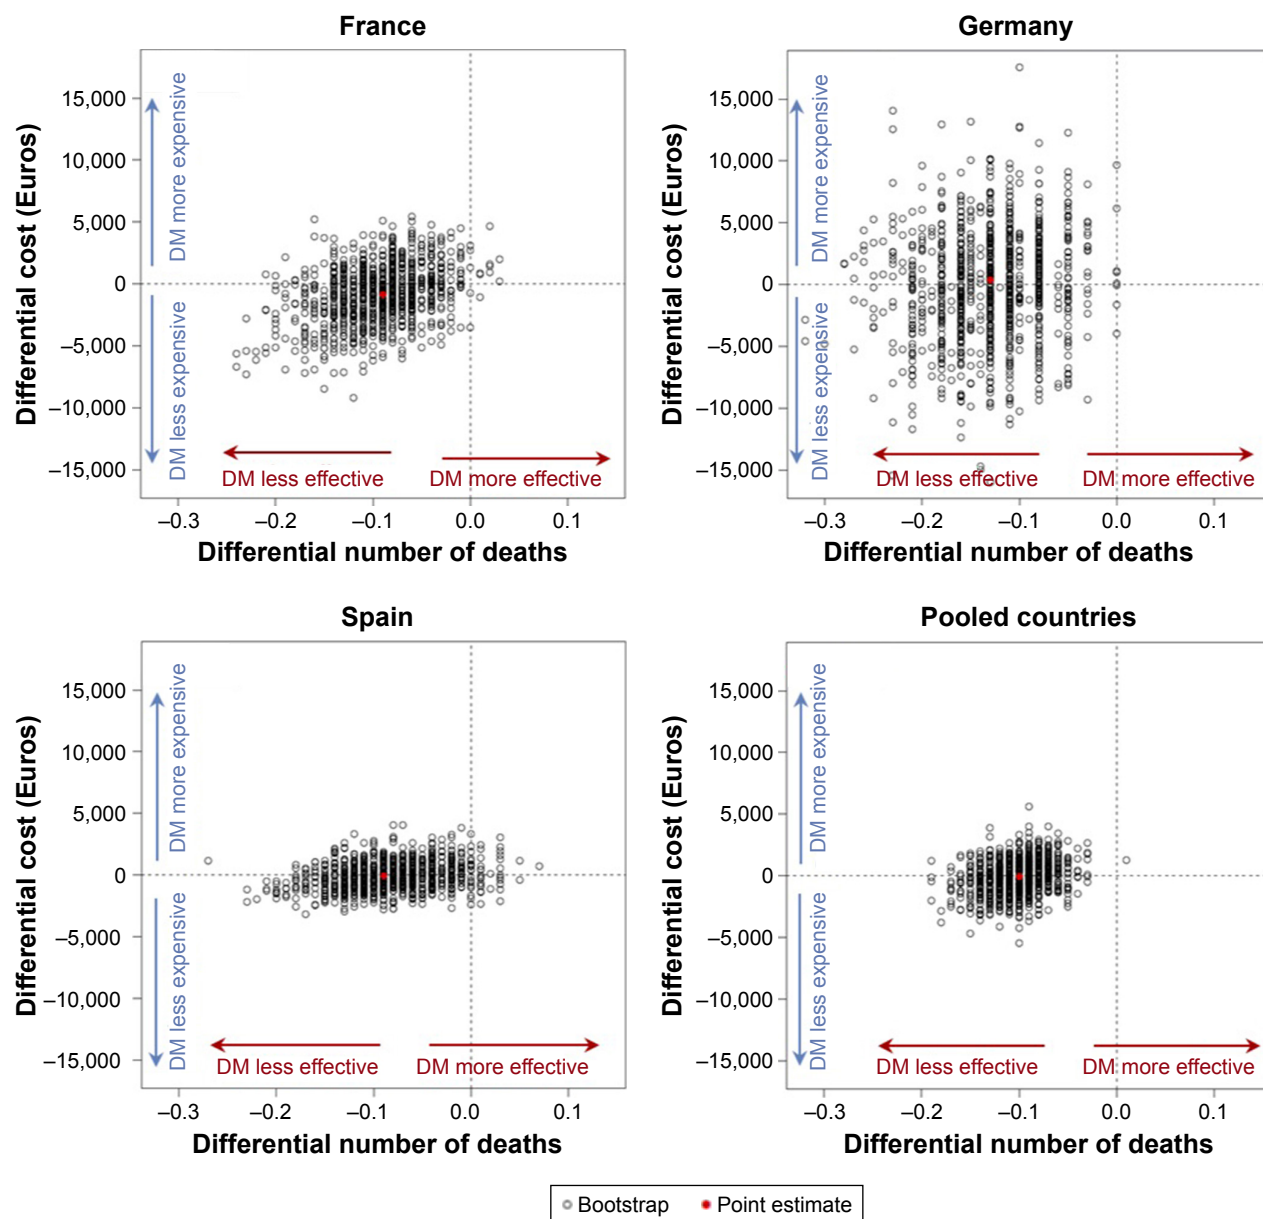 France
Differential cost (Euros)
15,000
10,000
5,000
0
–5,000
–10,000
–15,000
DM more expensive
DM less expensive
DM less effective
DM more effective
–0.3
–0.2
–0.1
0.0
0.1
Differential number of deaths
Germany
Differential cost (Euros)
15,000
10,000
5,000
0
–5,000
–10,000
–15,000
DM more expensive
DM less expensive
DM less effective
DM more effective
–0.3
–0.2
–0.1
0.0
0.1
Differential number of deaths
Spain
Differential cost (Euros)
15,000
10,000
5,000
0
–5,000
–10,000
–15,000
DM more expensive
DM less expensive
DM less effective
DM more effective
–0.3
–0.2
–0.1
0.0
0.1
Differential number of deaths
Pooled countries
Differential cost (Euros)
15,000
10,000
5,000
0
–5,000
–10,000
–15,000
DM more expensive
DM less expensive
DM less effective
DM more effective
–0.3
–0.2
–0.1
0.0
0.1
Differential number of deaths
Bootstrap
Point estimate